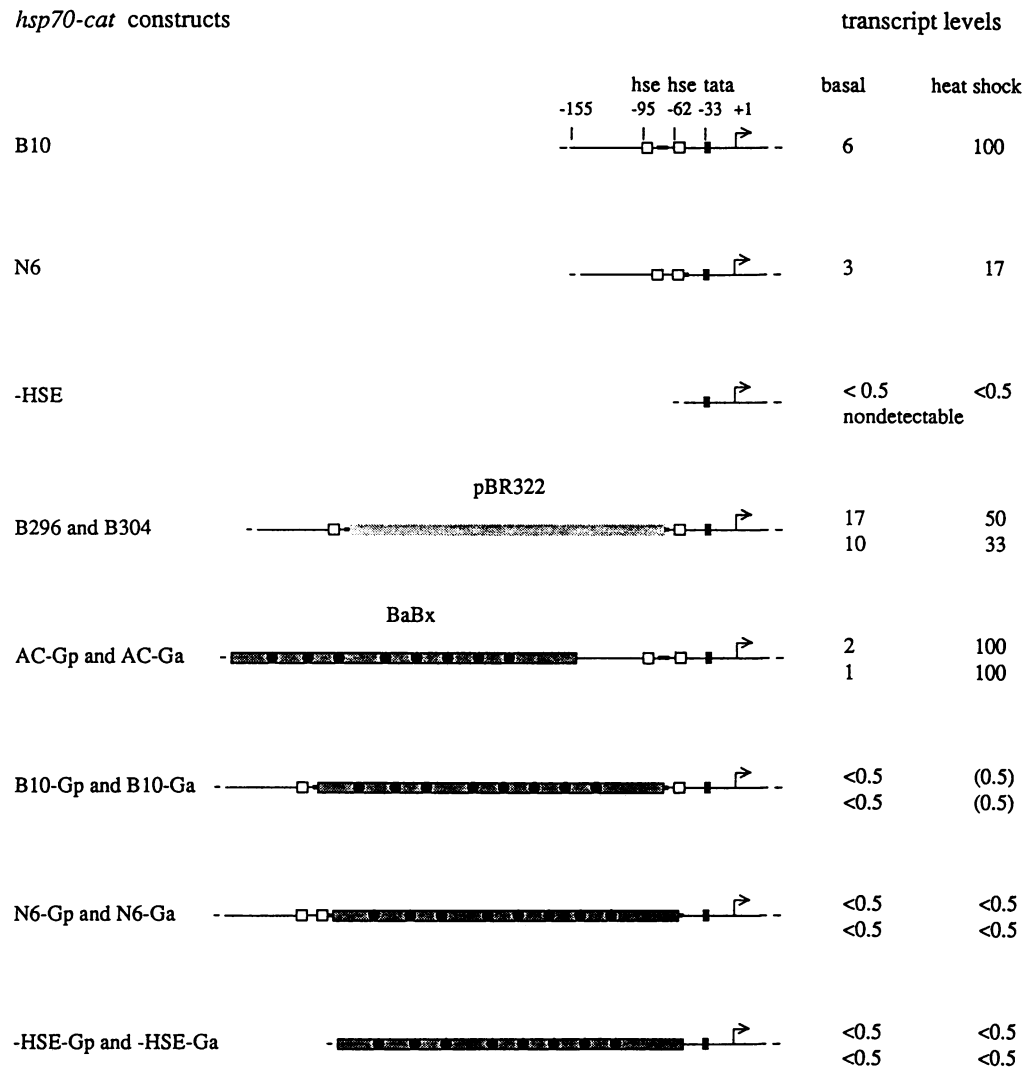 hsp70-cat constructs transcript levels
hse hse tata basal heat shock
-155 -95 -62 -33 +1
B10 6 100
N6 3 17
-HSE < 0.5 <0.5
nondetectable
pBR322
B296 and B304 17 50
10 33
BaBx
AC-Gp and AC-Ga 2 100
1 100
B10-Gp and B10-Ga <0.5 (0.5)
<0.5 (0.5)
N6-Gp and N6-Ga <0.5 <0.5
<0.5 <0.5
-HSE-Gp and -HSE-Ga <0.5 <0.5
<0.5 <0.5